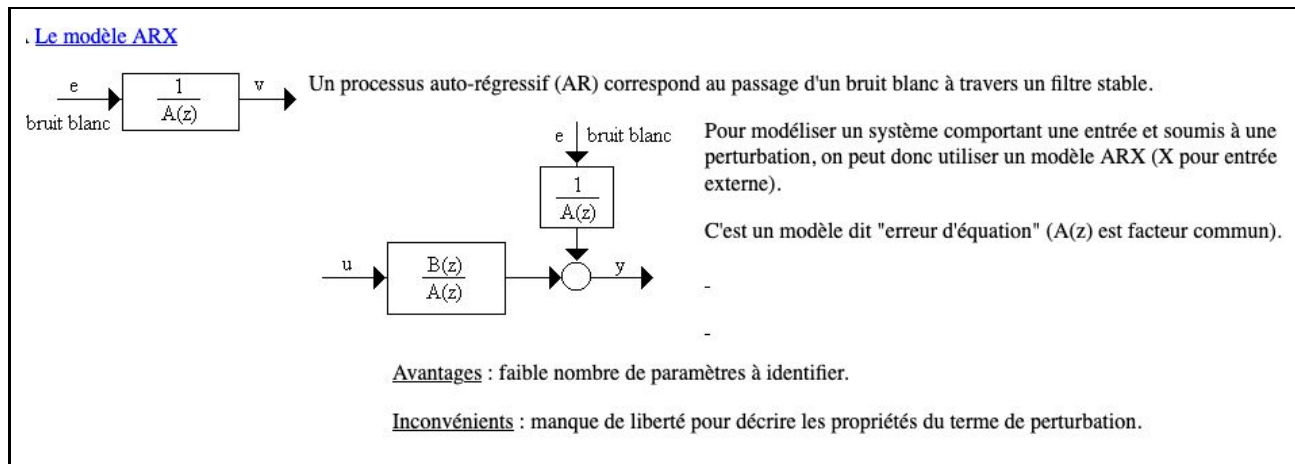 . Le modèle ARX
e
bruit blanc
1
A(z)
v
Un processus auto-régressif (AR) correspond au passage d'un bruit blanc à travers un filtre stable.
e
bruit blanc
1
A(z)
u
B(z)
A(z)
y
Pour modéliser un système comportant une entrée et soumis à une
perturbation, on peut donc utiliser un modèle ARX (X pour entrée
externe).
C'est un modèle dit "erreur d'équation" (A(z) est facteur commun).
-
-
Avantages : faible nombre de paramètres à identifier.
Inconvénients : manque de liberté pour décrire les propriétés du terme de perturbation.